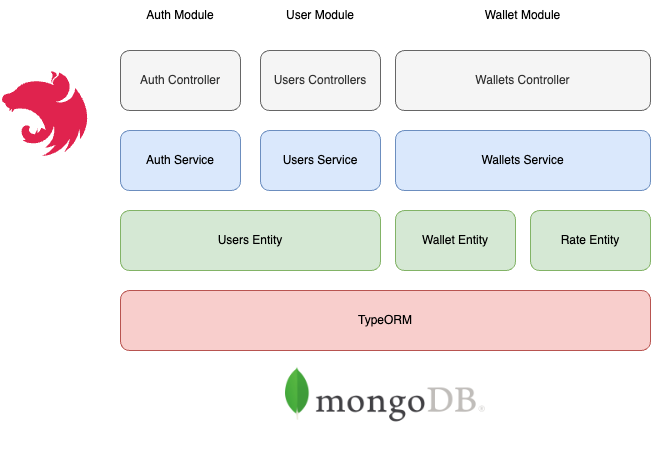 Auth Module User Module Wallet Module
Auth Controller Users Controllers Wallets Controller
Auth Service Users Service Wallets Service
Users Entity Wallet Entity Rate Entity
TypeORM
mongoDB